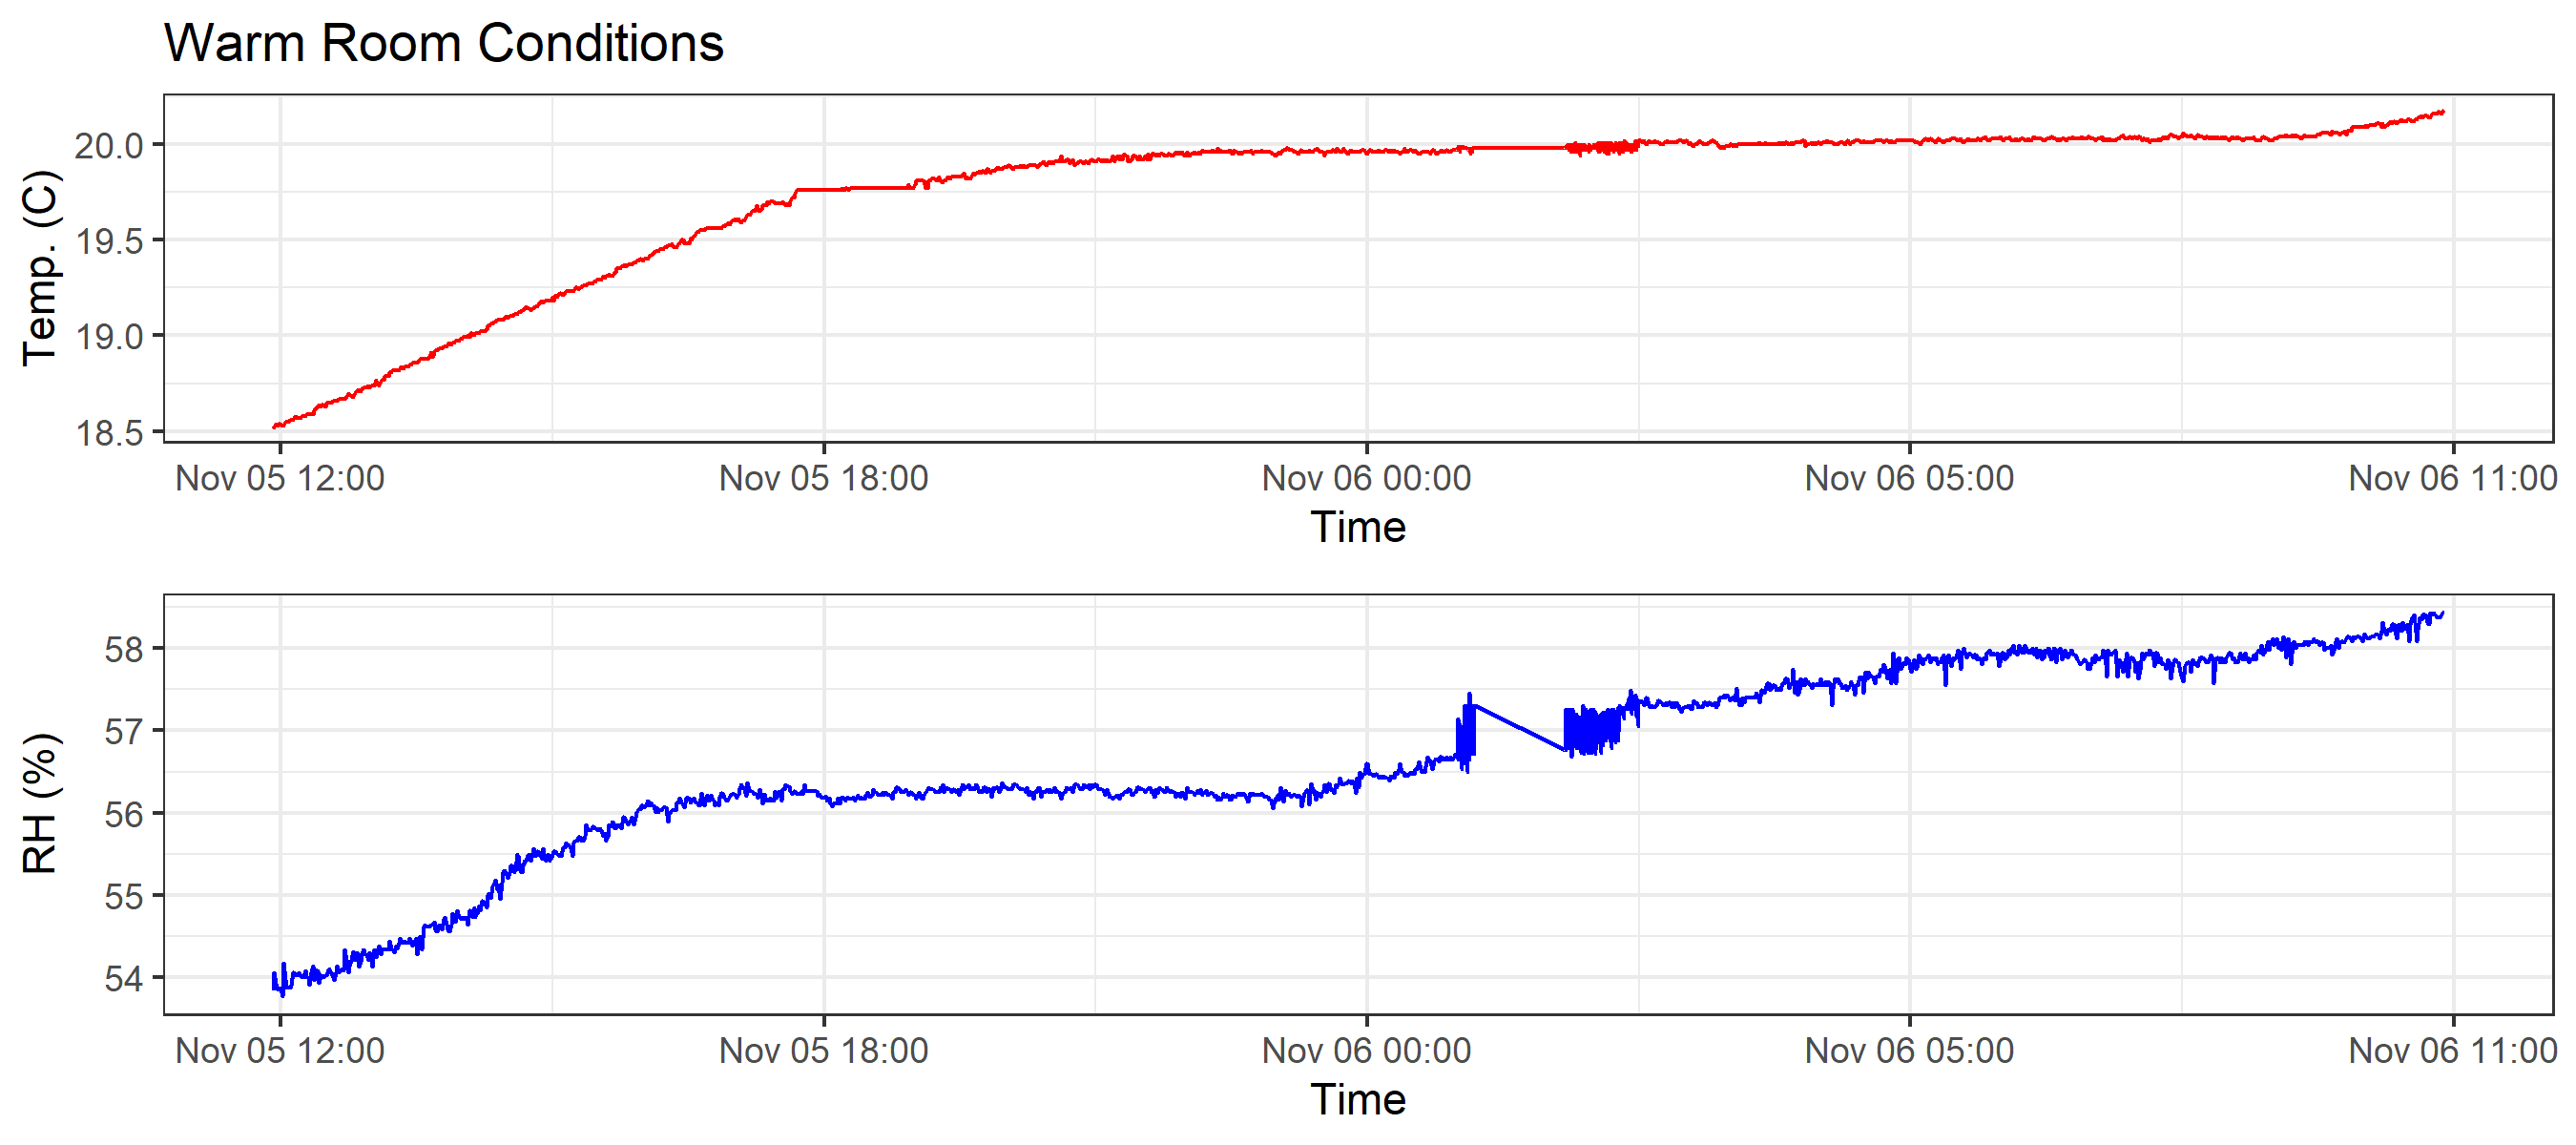 Warm Room Conditions
Temp. (C)
20.0
19.5
19.0
18.5
Nov 05 12:00 Nov 05 18:00 Nov 06 00:00 Nov 06 05:00 Nov 06 11:00
Time
RH (%)
58
57
56
55
54
Nov 05 12:00 Nov 05 18:00 Nov 06 00:00 Nov 06 05:00 Nov 06 11:00
Time